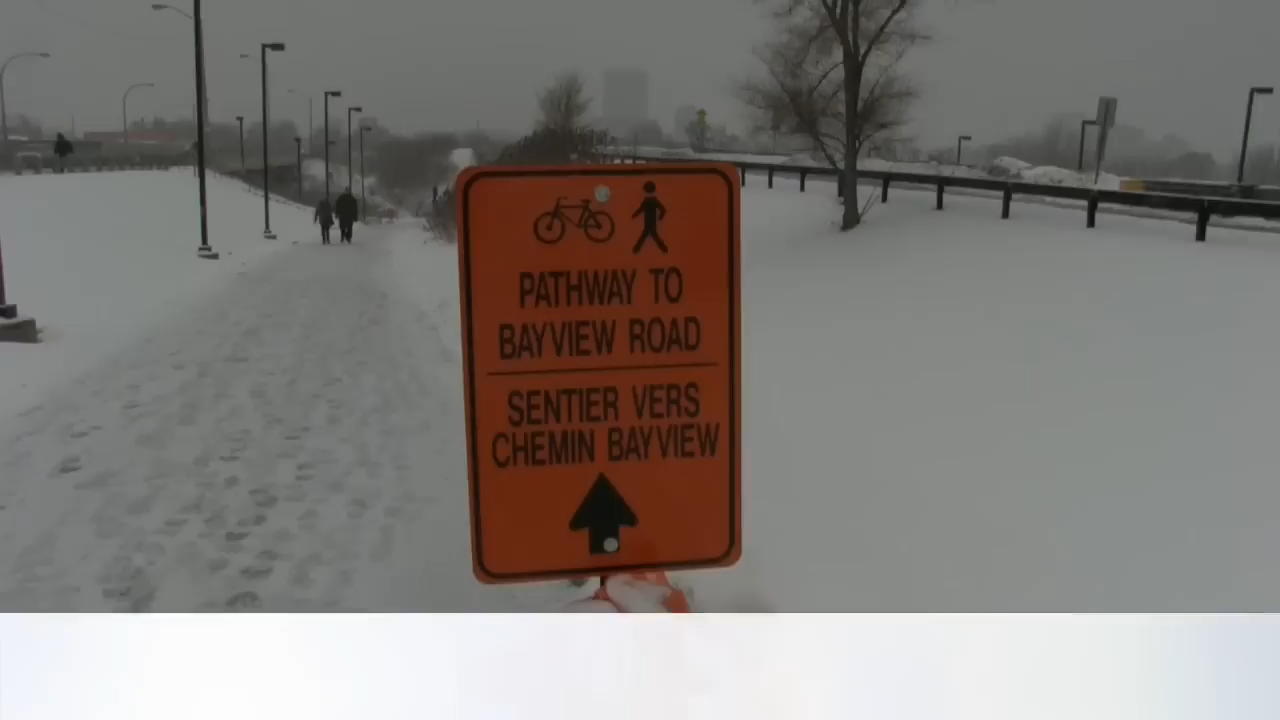 PATHWAY TO
BAYVIEW ROAD
SENTIER VERS
CHEMIN BAYVIEW